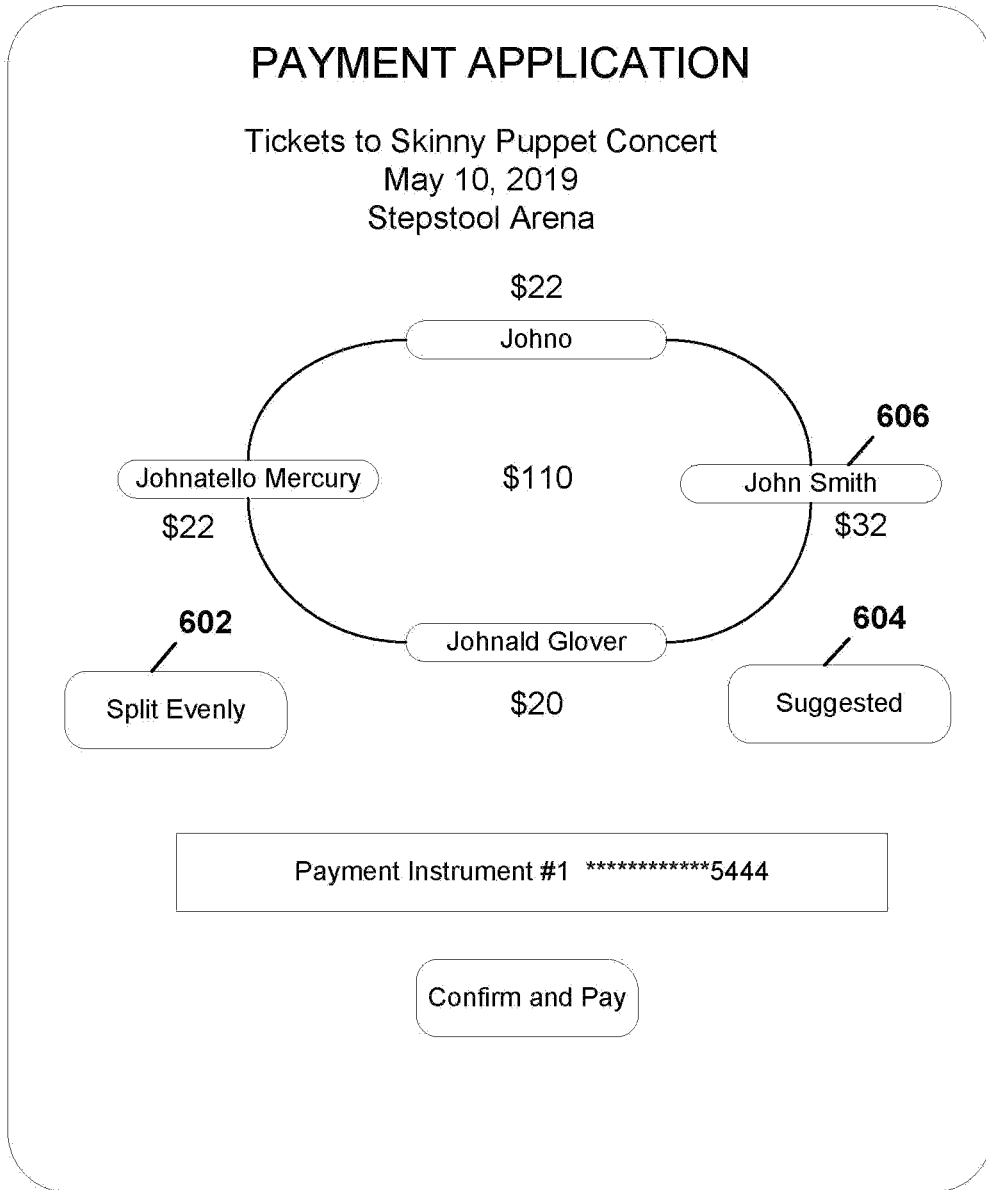 PAYMENT APPLICATION
Tickets to Skinny Puppet Concert
May 10, 2019
Stepstool Arena
$22
Johno
606
Johnatello Mercury
$110
John Smith
$22
$32
602
604
Johnald Glover
Split Evenly
$20
Suggested
Payment Instrument #1 ************5444
Confirm and Pay